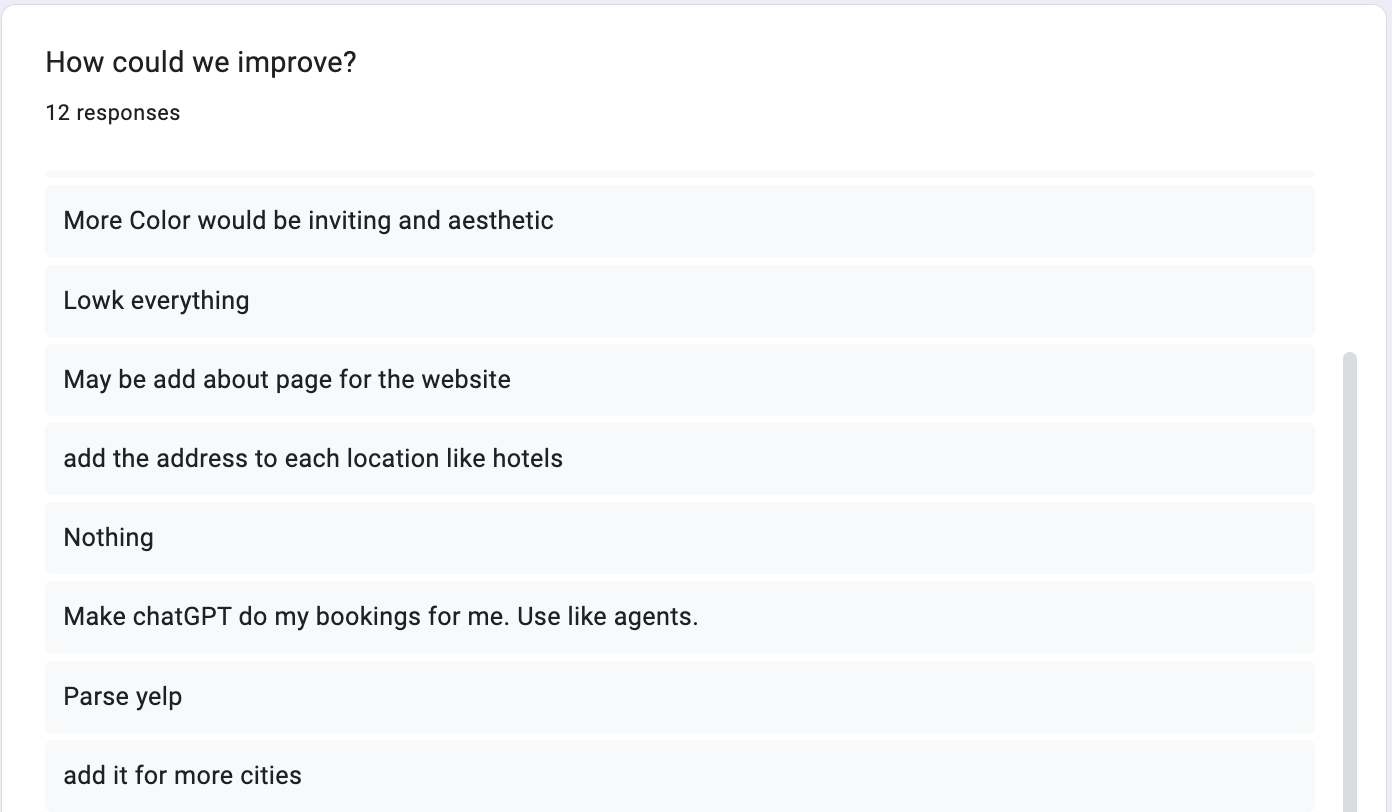 How could we improve?
12 responses
More Color would be inviting and aesthetic
Lowk everything
May be add about page for the website
add the address to each location like hotels
Nothing
Make chatGPT do my bookings for me. Use like agents.
Parse yelp
add it for more cities